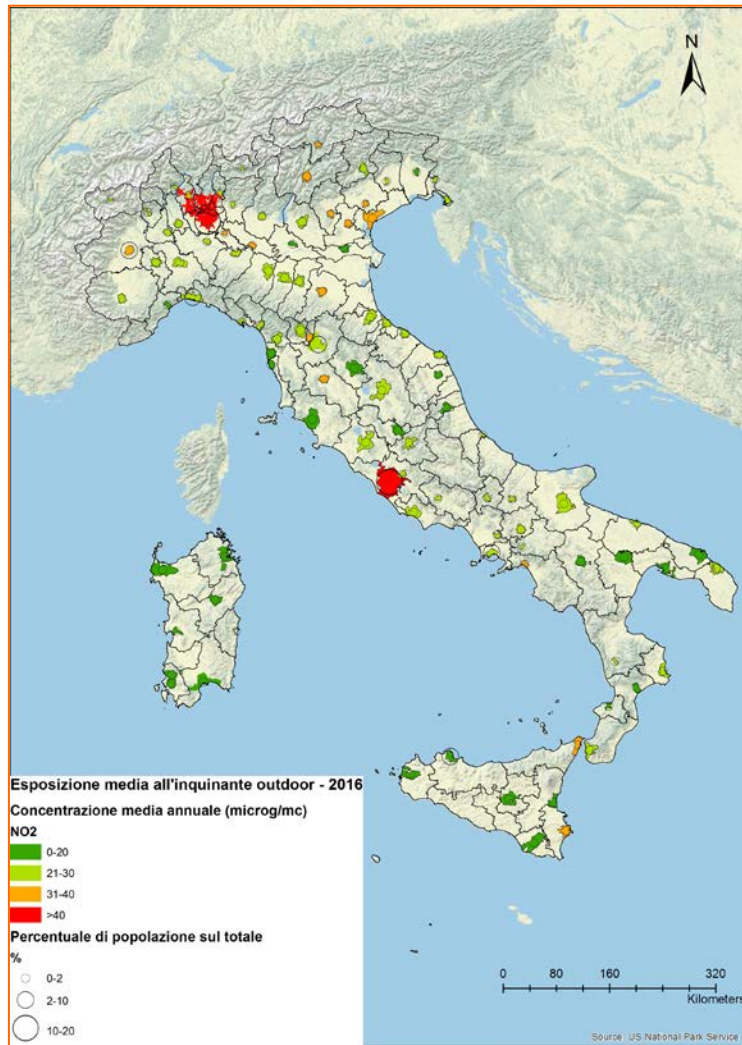 N
Esposizione media all'inquinante outdoor - 2016
Concentrazione media annuale (microg/mc)
NO2
0-20
21-30
31-40
>40
Percentuale di popolazione sul totale
%
0-2
2-10
10-20
0 80 160 320
Kilometers
Source: US National Park Service